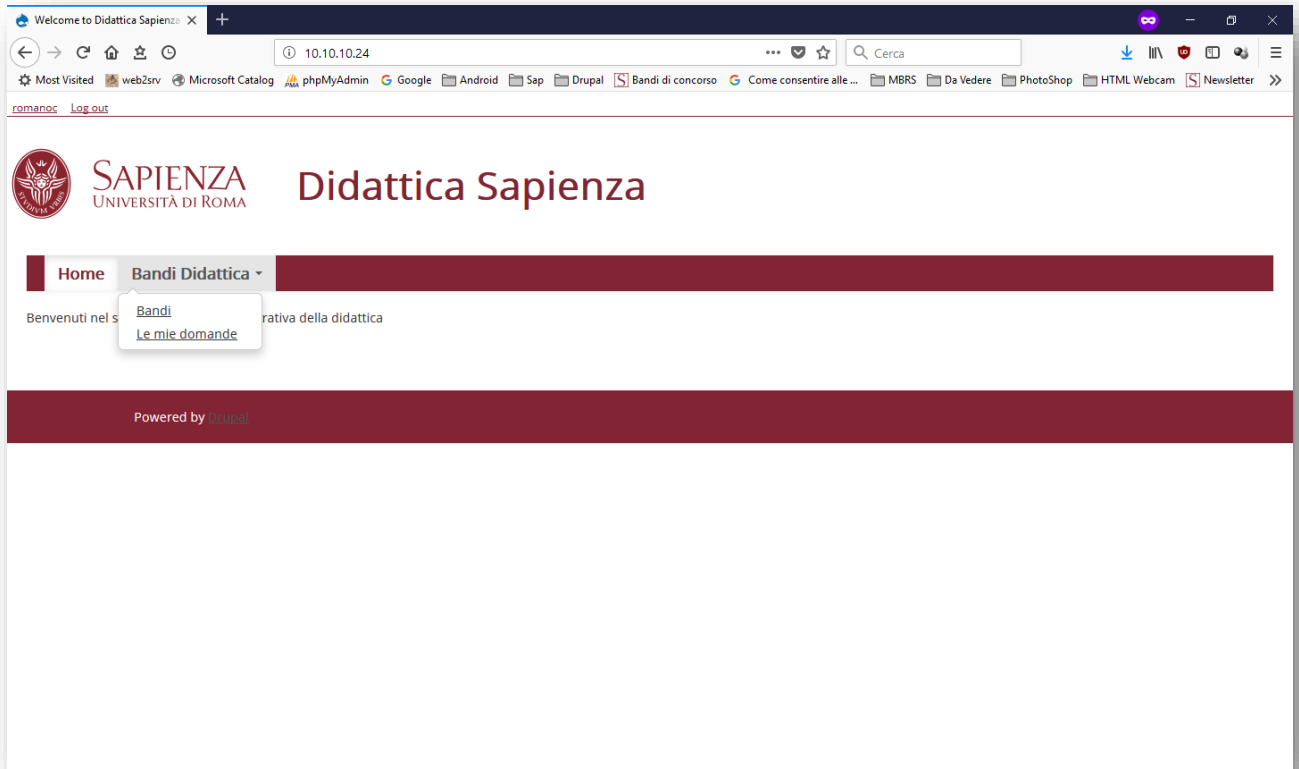 Welcome to Didattica Sapienza
10.10.10.24
Cerca
Most Visited web2srv Microsoft Catalog phpMyAdmin Google Android Sap Drupal Bandi di concorso Come consentire alle ... MBRS Da Vedere PhotoShop HTML Webcam Newsletter
romanoc Log out
STVDIVM VRBIS
SAPIENZA
UNIVERSITÀ DI ROMA
Didattica Sapienza
Home Bandi Didattica
Bandi
Benvenuti nel s rativa della didattica
Le mie domande
Powered by Drupal